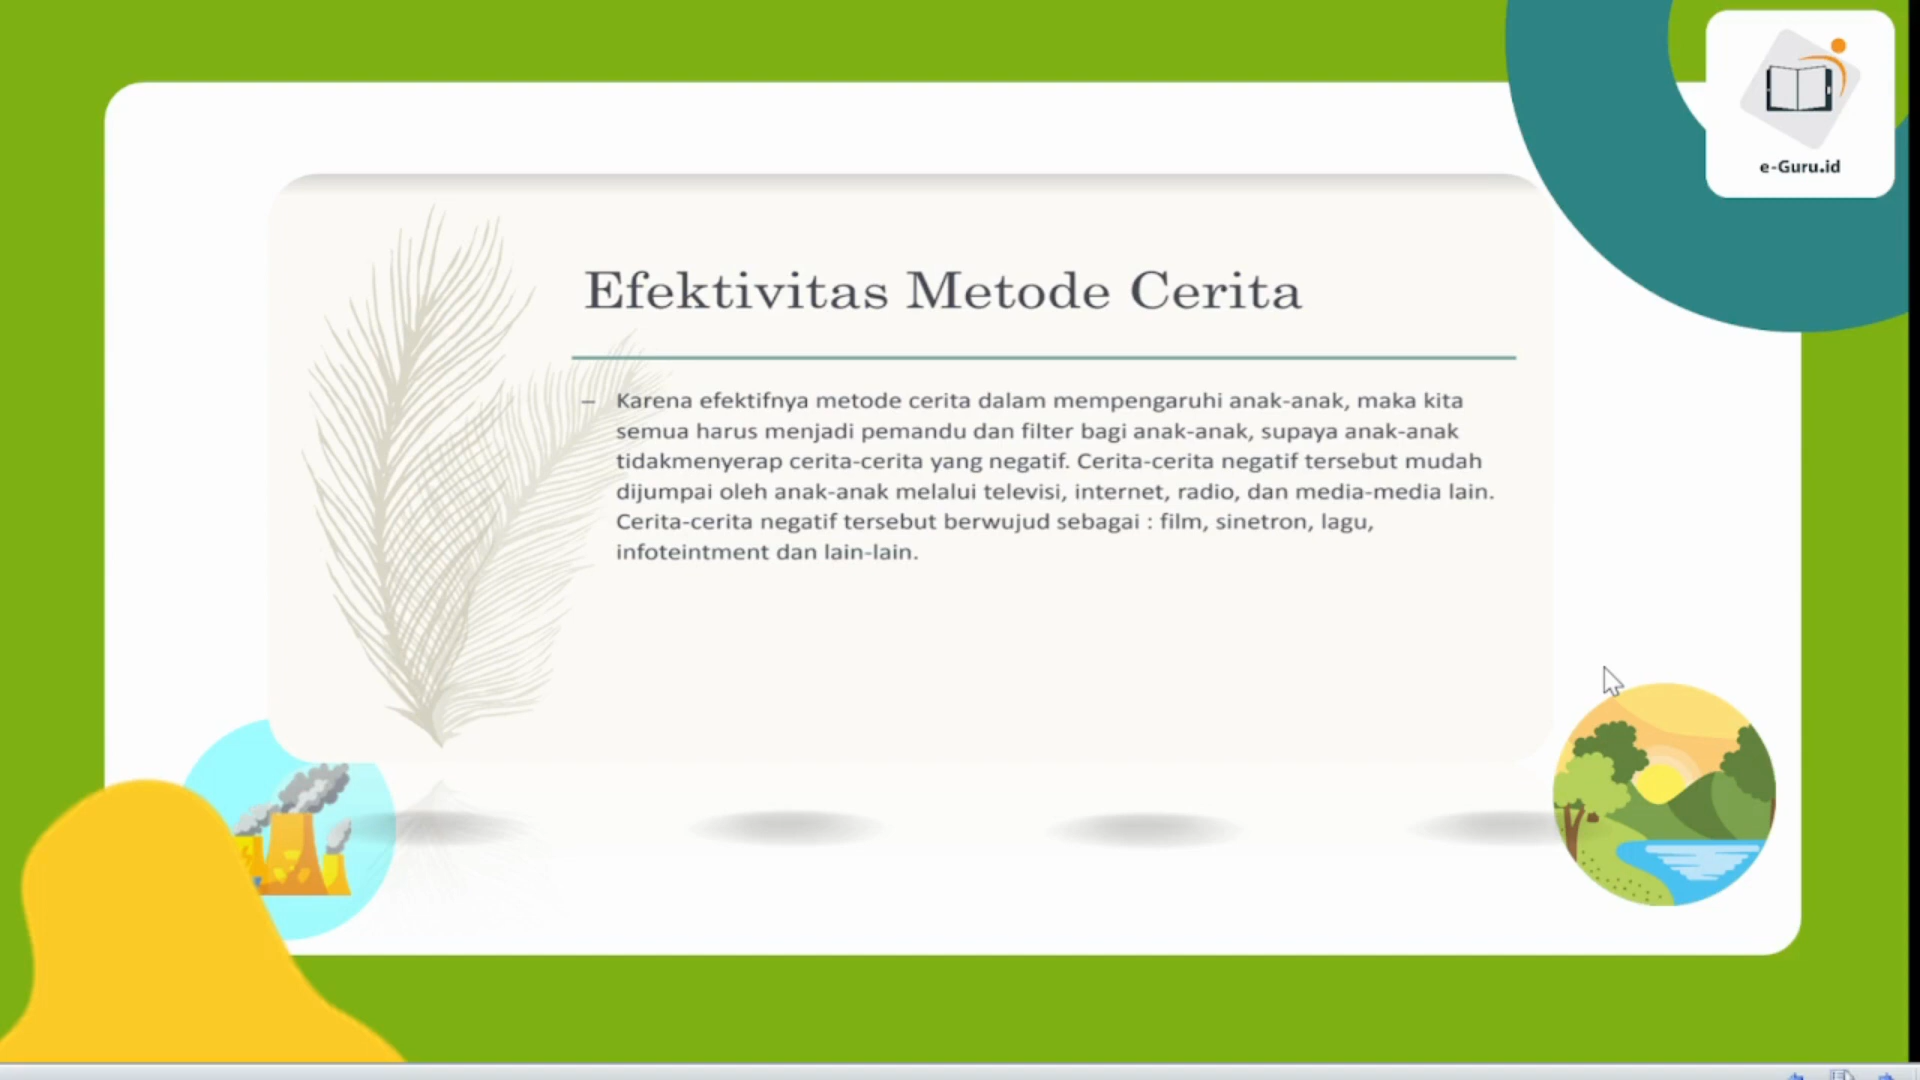 e-Guru.id
Efektivitas Metode Cerita
– Karena efektifnya metode cerita dalam mempengaruhi anak-anak, maka kita
semua harus menjadi pemandu dan filter bagi anak-anak, supaya anak-anak
tidakmenyerap cerita-cerita yang negatif. Cerita-cerita negatif tersebut mudah
dijumpai oleh anak-anak melalui televisi, internet, radio, dan media-media lain.
Cerita-cerita negatif tersebut berwujud sebagai : film, sinetron, lagu,
infoteintment dan lain-lain.